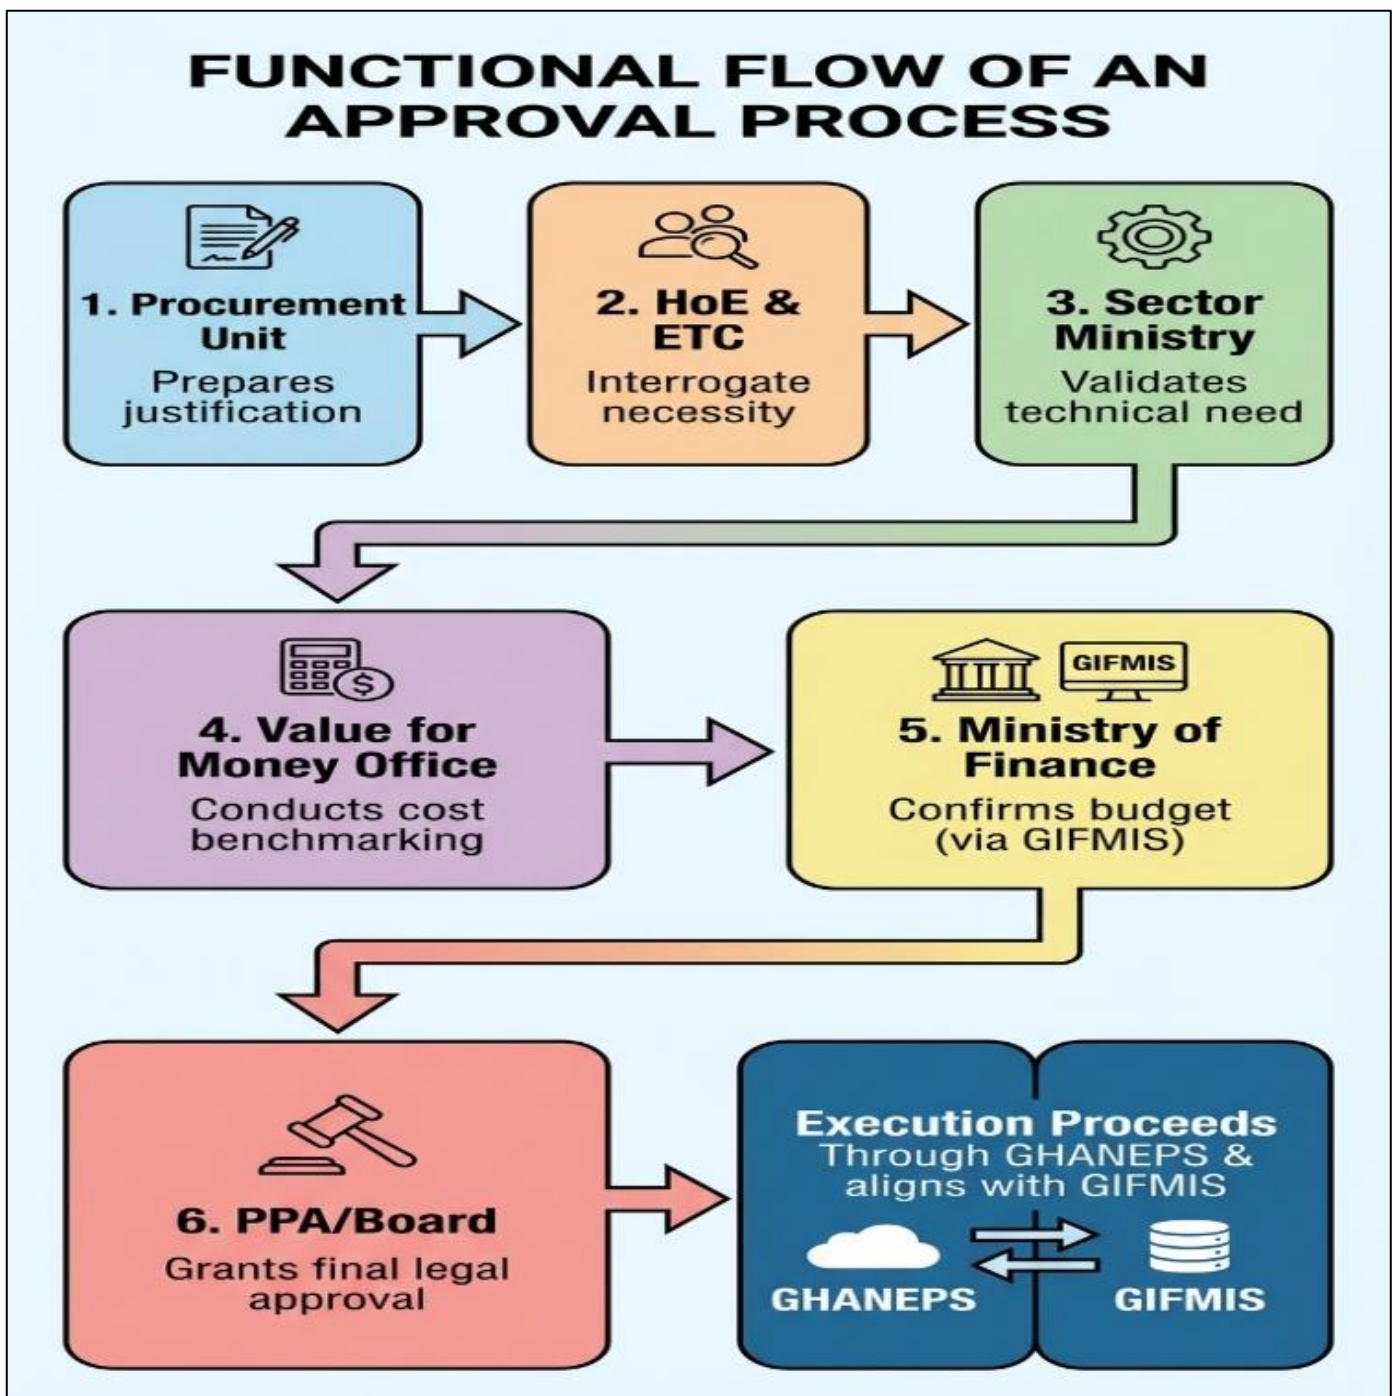 FUNCTIONAL FLOW OF AN
APPROVAL PROCESS
1. Procurement
Unit
Prepares
justification
2. HoE &
ETC
Interrogate
necessity
3. Sector
Ministry
Validates
technical need
$
4. Value for
Money Office
Conducts cost
benchmarking
GIFMIS
5. Ministry of
Finance
Confirms budget
(via GIFMIS)
6. PPA/Board
Grants final legal
approval
Execution Proceeds
Through GHANEPS &
aligns with GIFMIS
GHANEPS
GIFMIS